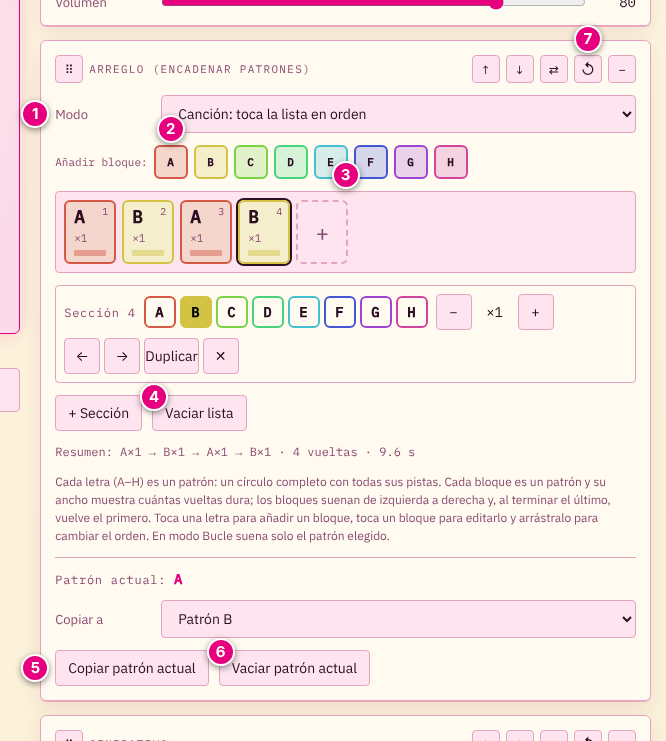 Volumen 80
7
ARREGLO (ENCADENAR PATRONES) ↑ ↓ ⇄ ↺ −
1 Modo Canción: toca la lista en orden
2
Añadir bloque: A B C D E F G H
3
A 1 B 2 A 3 B 4 +
×1 ×1 ×1 ×1
Sección 4 A B C D E F G H − ×1 +
← → Duplicar ✕
4
+ Sección Vaciar lista
Resumen: A×1 → B×1 → A×1 → B×1 · 4 vueltas · 9.6 s
Cada letra (A–H) es un patrón: un círculo completo con todas sus pistas. Cada bloque es un patrón y su
ancho muestra cuántas vueltas dura; los bloques suenan de izquierda a derecha y, al terminar el último,
vuelve el primero. Toca una letra para añadir un bloque, toca un bloque para editarlo y arrástralo para
cambiar el orden. En modo Bucle suena solo el patrón elegido.
Patrón actual: A
Copiar a Patrón B
6
5 Copiar patrón actual Vaciar patrón actual